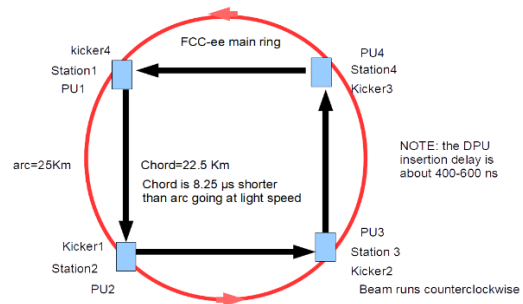 FCC-ee main ring
kicker4
Station1
PU1
PU4
Station4
Kicker3
arc=25Km
Chord=22.5 Km
Chord is 8.25 µs shorter
than arc going at light speed
NOTE: the DPU
insertion delay is
about 400-600 ns
Kicker1
Station2
PU2
PU3
Station 3
Kicker2
Beam runs counterclockwise